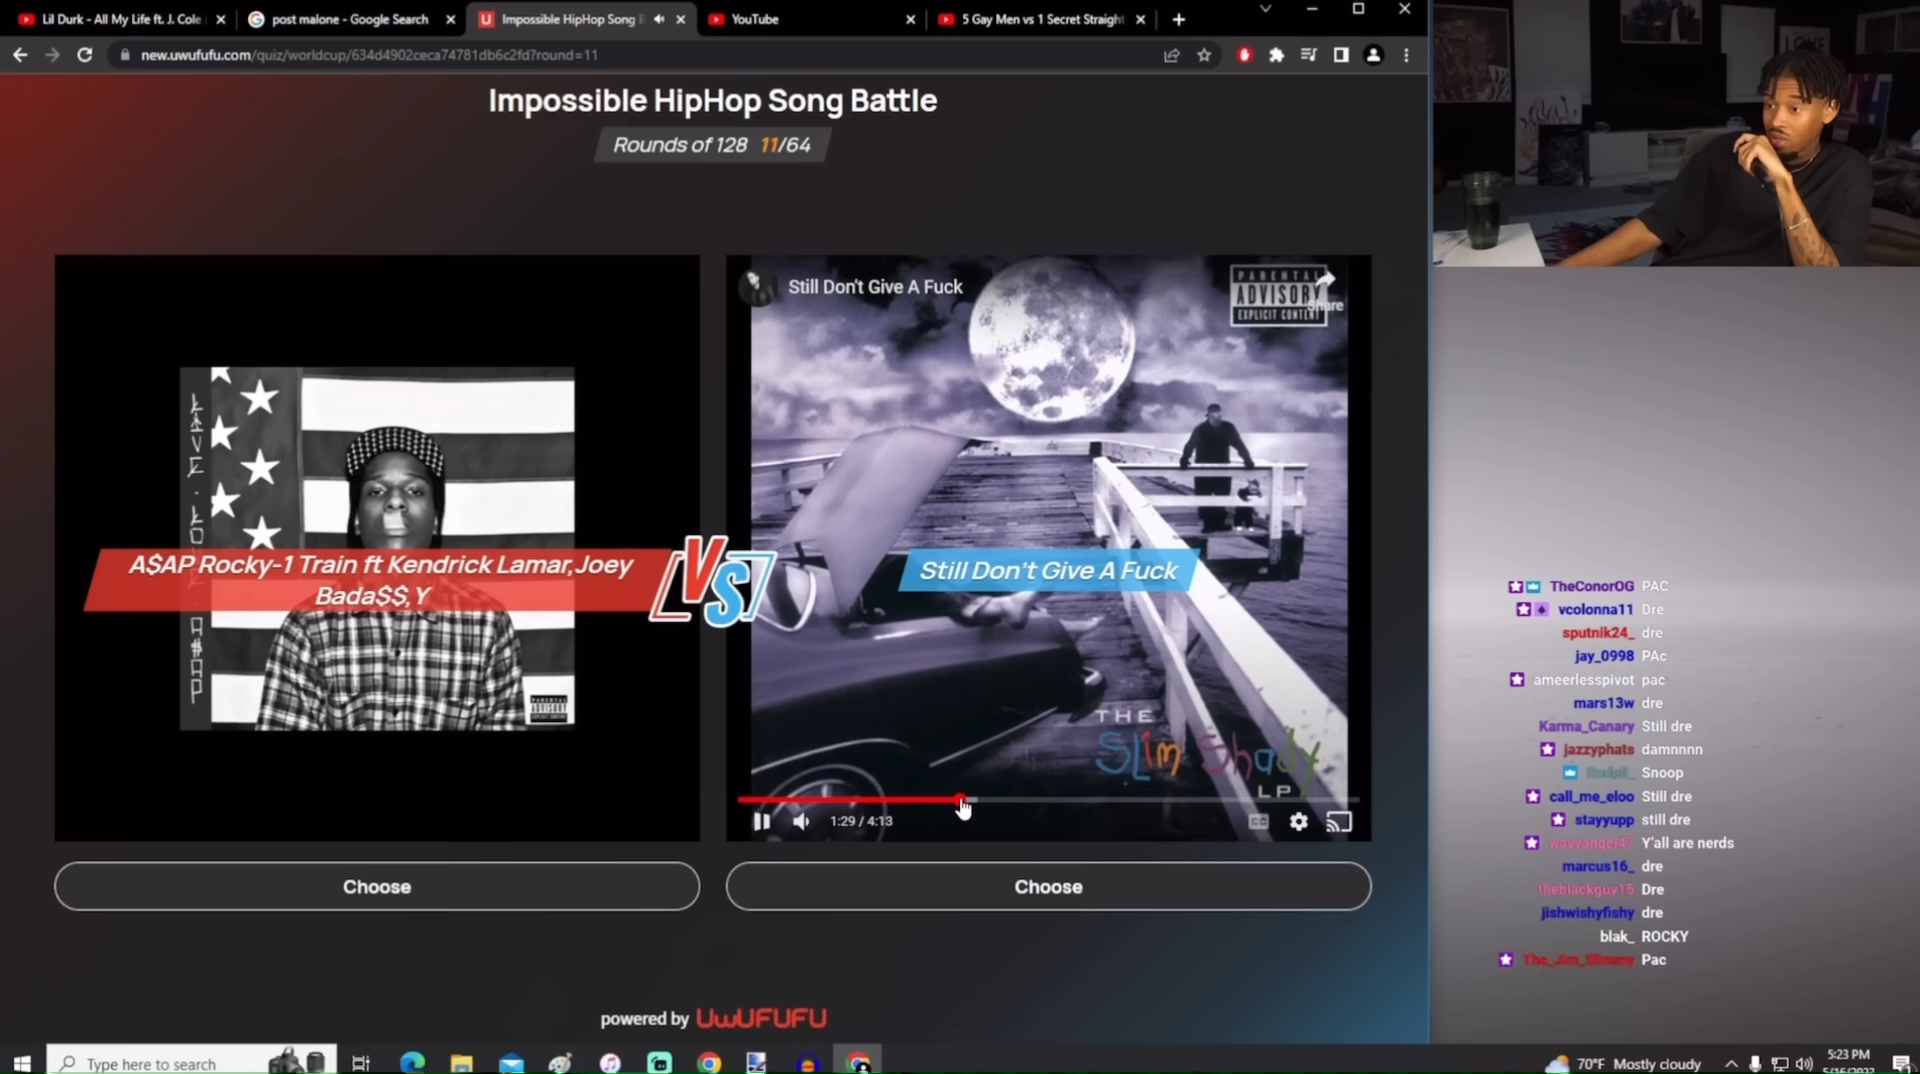 Lil Durk - All My Life ft. J. Cole
post malone - Google Search
Impossible HipHop Song
YouTube
5 Gay Men vs 1 Secret Straight
new.uwufufu.com/quiz/worldcup/634d4902ceca74781db6c2fd?round=11
Impossible HipHop Song Battle
Rounds of 128 11/64
LOVE
Still Don't Give A Fuck
PARENTAL
ADVISORY
EXPLICIT CONTENT
Share
A$AP Rocky-1 Train ft Kendrick Lamar,Joey
Bada$$,Y
VS
Still Don't Give A Fuck
THE
Slim Shady
LP
1:29 / 4:13
Choose
Choose
powered by UwUFUFU
TheConorOG PAC
vcolonna11 Dre
sputnik24_ dre
jay_0998 PAc
ameerlesspivot pac
mars13w dre
Karma_Canary Still dre
jazzyphats damnnnn
Snoop
call_me_eloo Still dre
stayyupp still dre
Y'all are nerds
marcus16_ dre
theblackguy15 Dre
jishwishyfishy dre
blak_ ROCKY
The_Jim_Slimmy Pac
Type here to search
70°F Mostly cloudy
5:23 PM